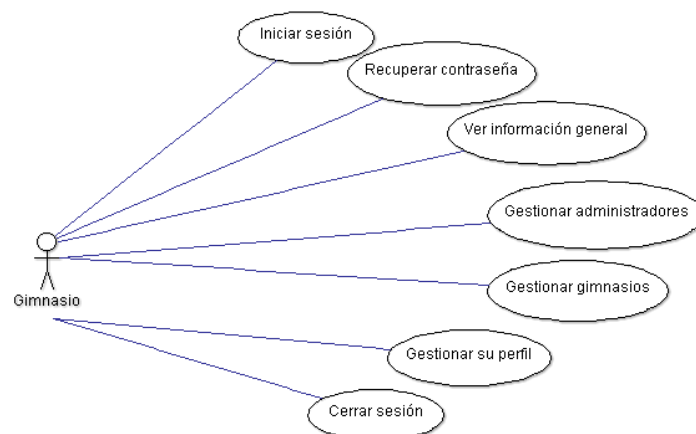 Iniciar sesión
Recuperar contraseña
Ver información general
Gestionar administradores
Gestionar gimnasios
Gimnasio
Gestionar su perfil
Cerrar sesión